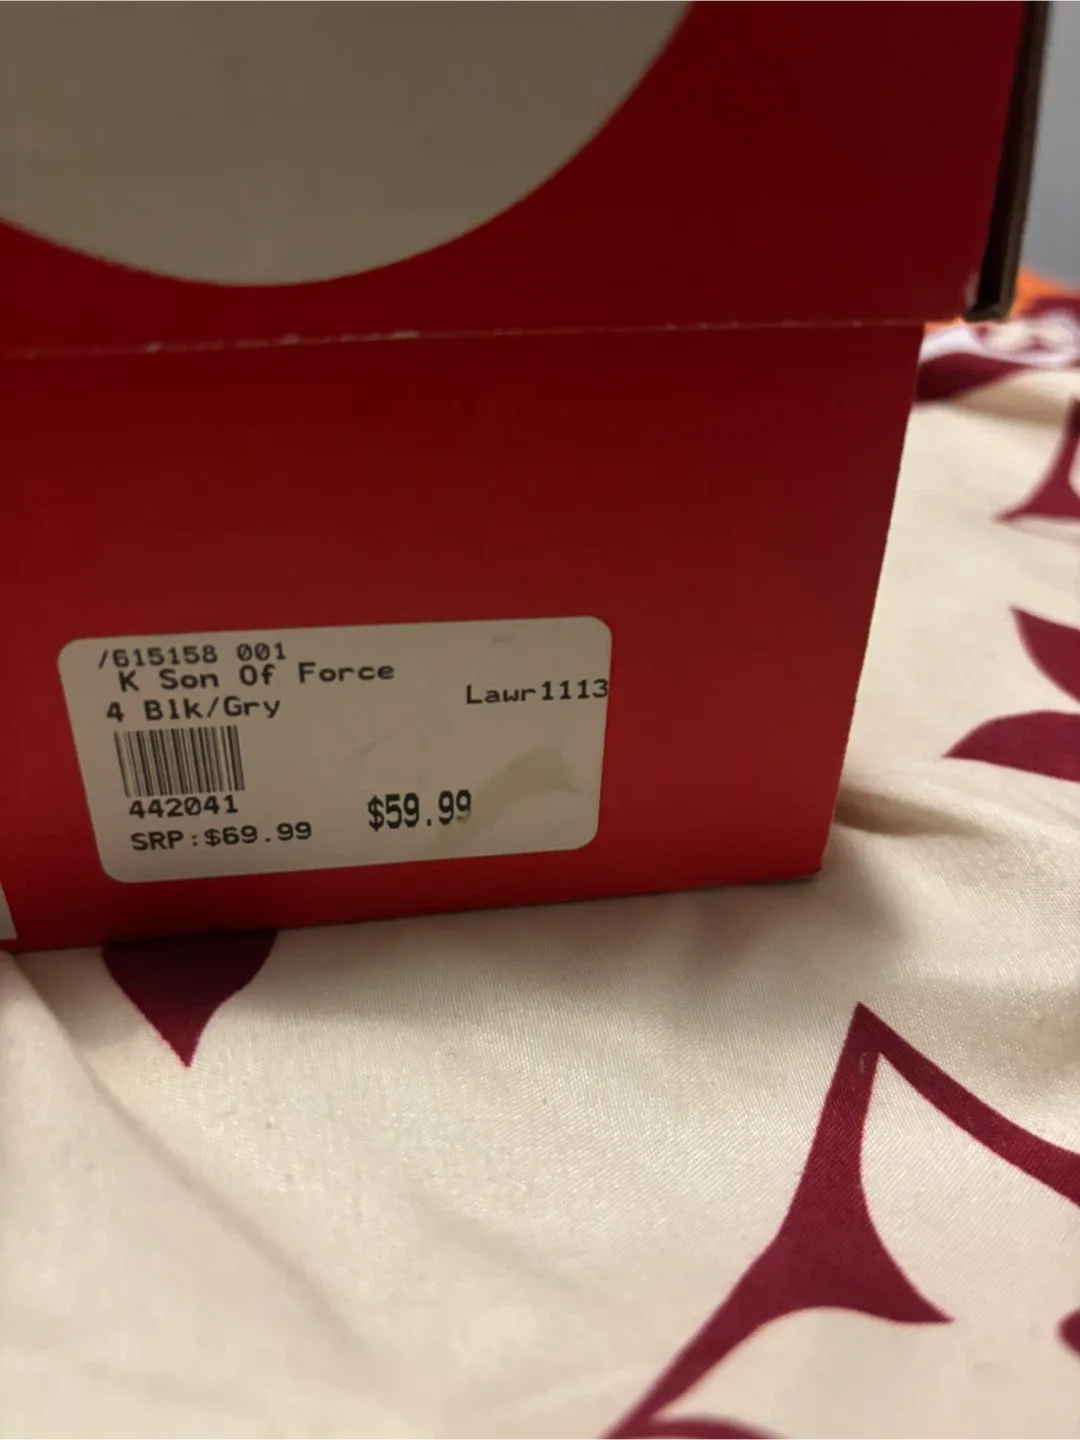 /615158 001
K Son Of Force
4 Blk/Gry
Lawr1113
442041
SRP:$69.99
$59.99